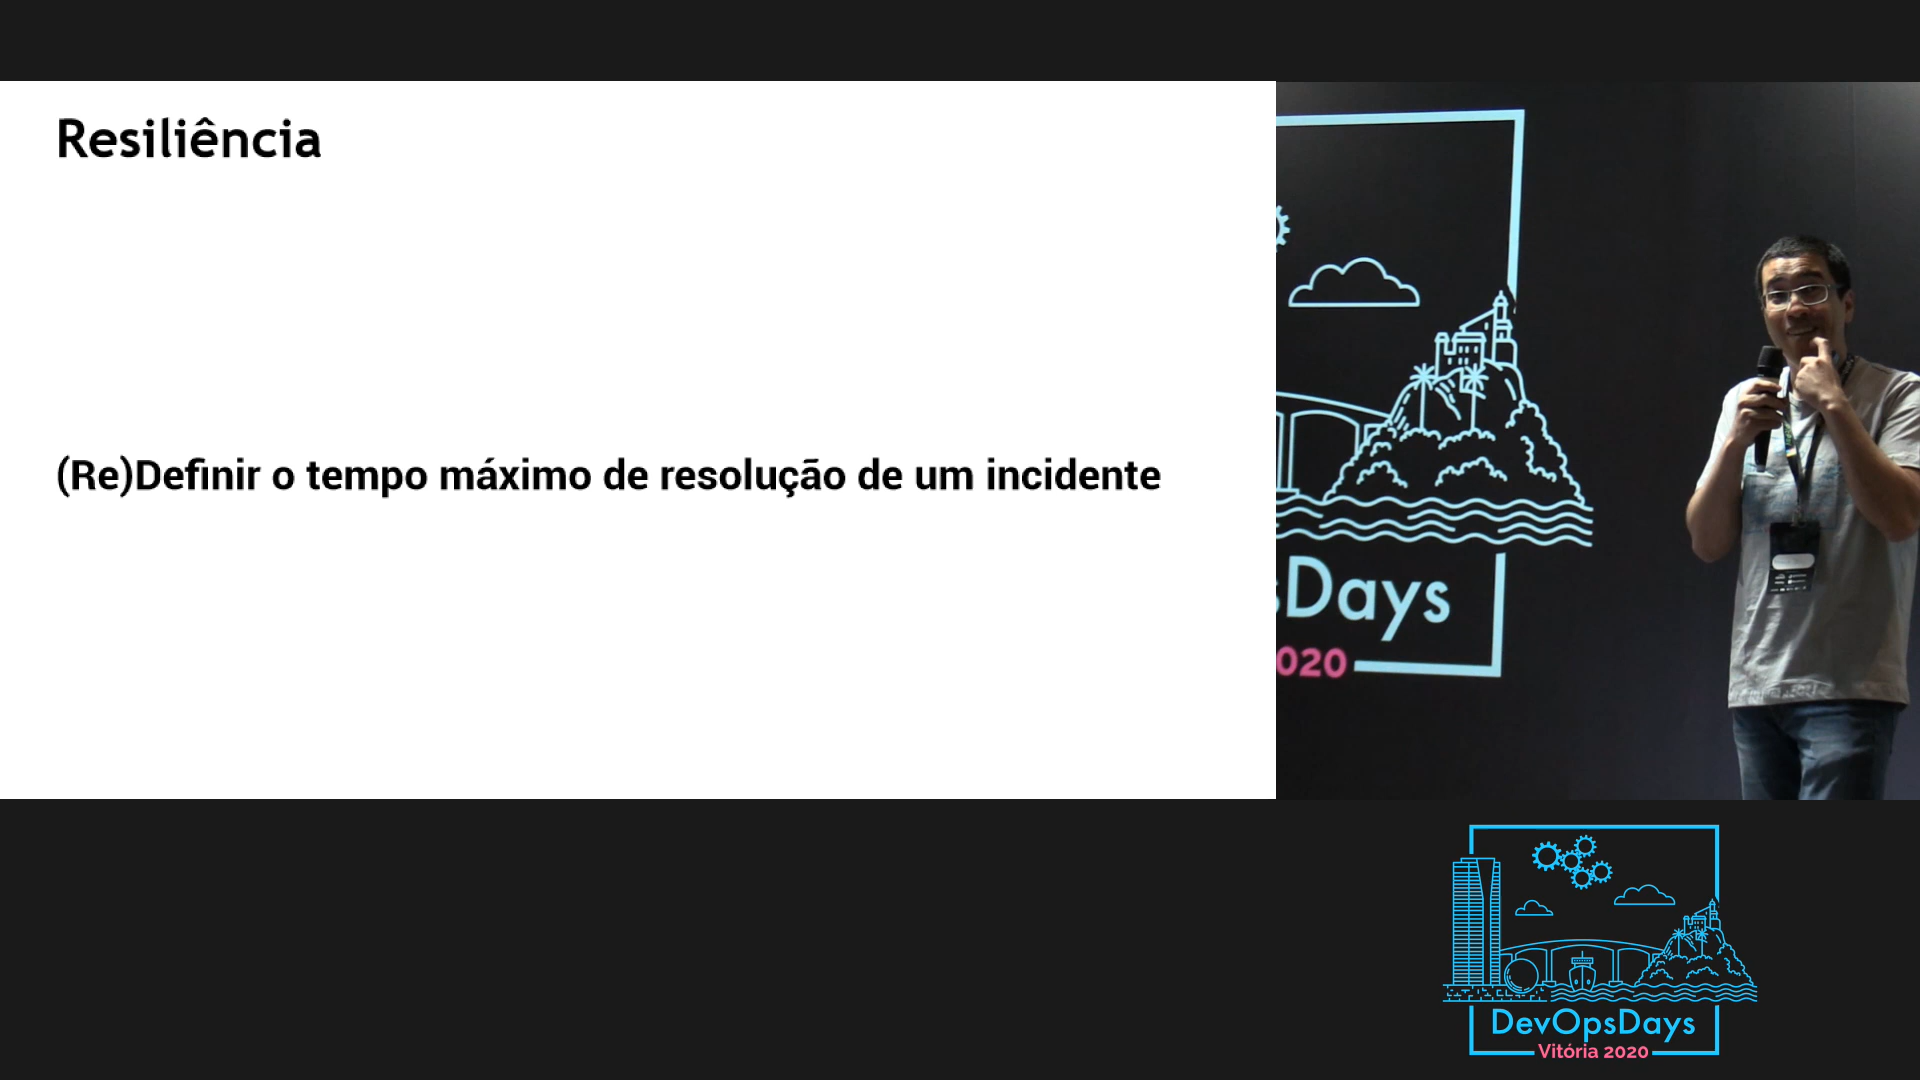 Resiliência
(Re)Definir o tempo máximo de resolução de um incidente
sDays
020
DevOpsDays
Vitória 2020